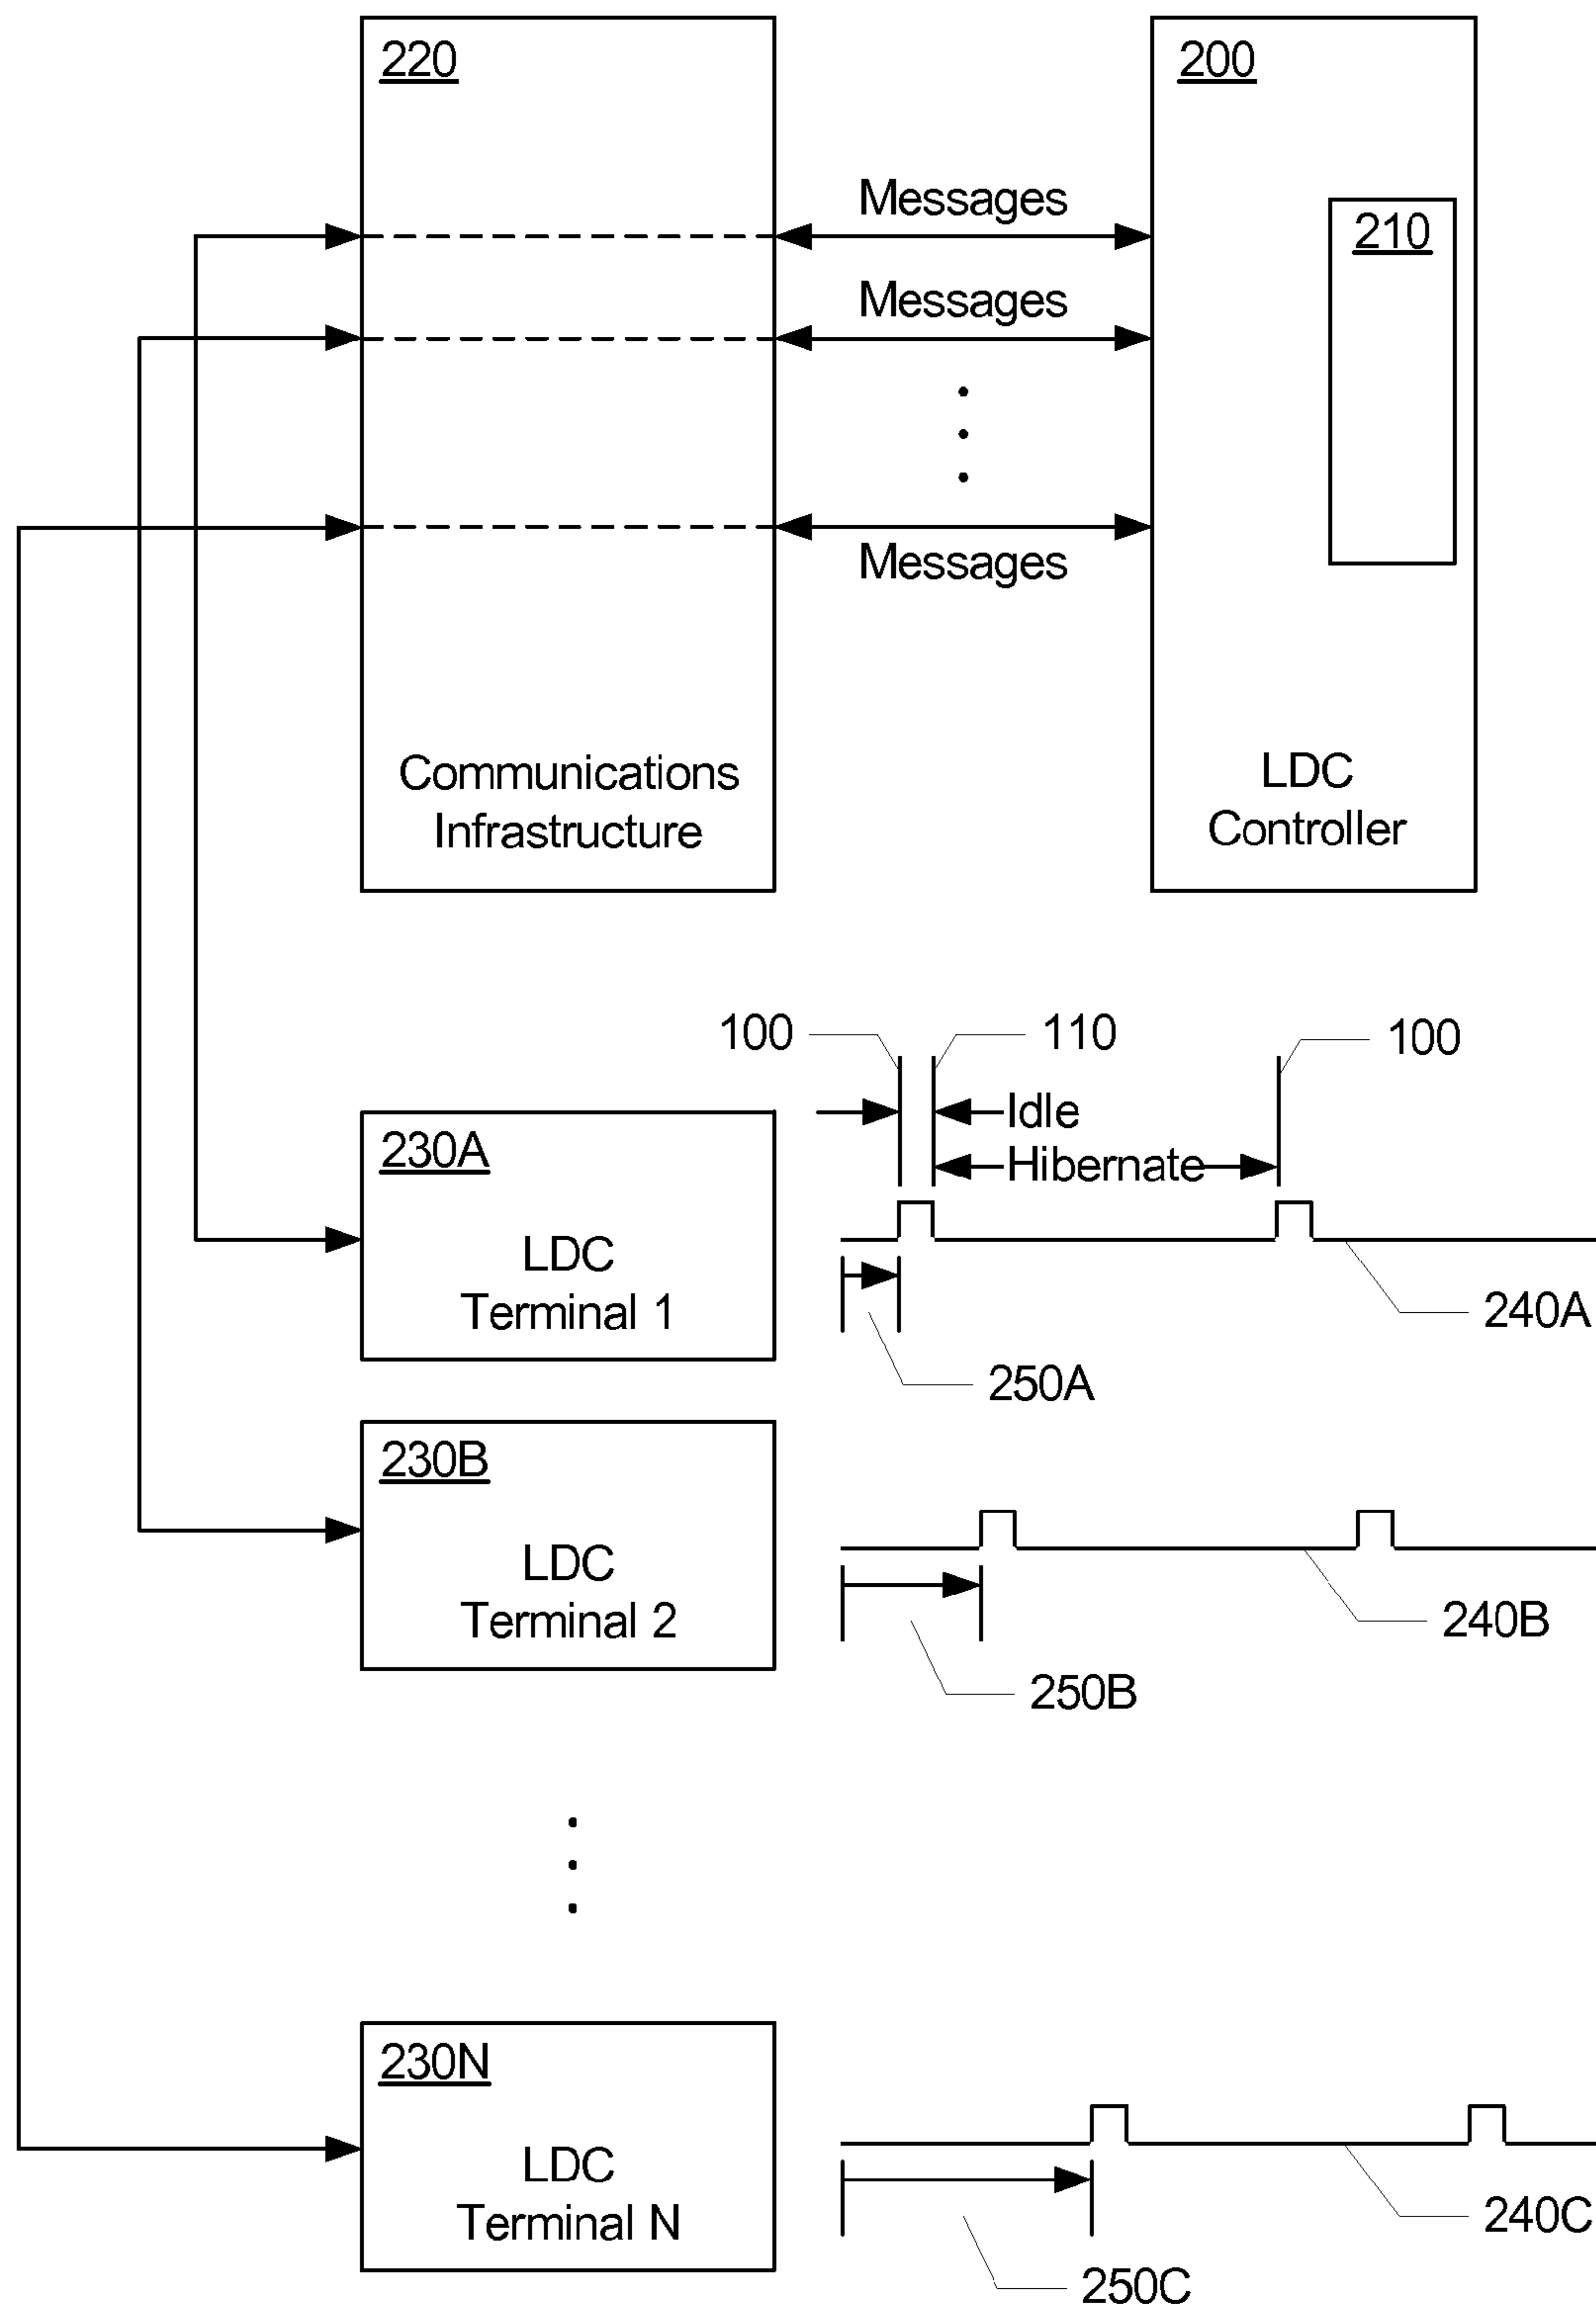 220
200
Messages
210
Messages
Messages
Communications
Infrastructure
LDC
Controller
100
110
100
Idle
Hibernate
230A
LDC
Terminal 1
240A
250A
230B
LDC
Terminal 2
240B
250B
230N
LDC
Terminal N
240C
250C